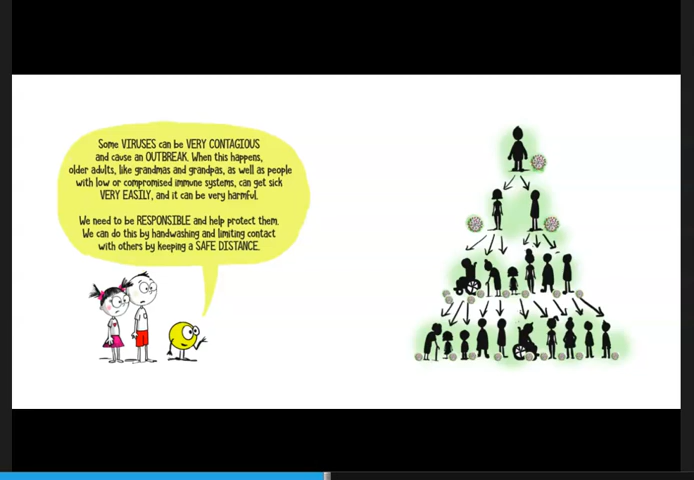 Some VIRUSES can be VERY CONTAGIOUS
and cause an OUTBREAK. When this happens,
older adults, like grandmas and grandpas, as well as people
with low or compromised immune systems, can get sick
VERY EASILY, and it can be very harmful.
We need to be RESPONSIBLE and help protect them.
We can do this by handwashing and limiting contact
with others by keeping a SAFE DISTANCE.